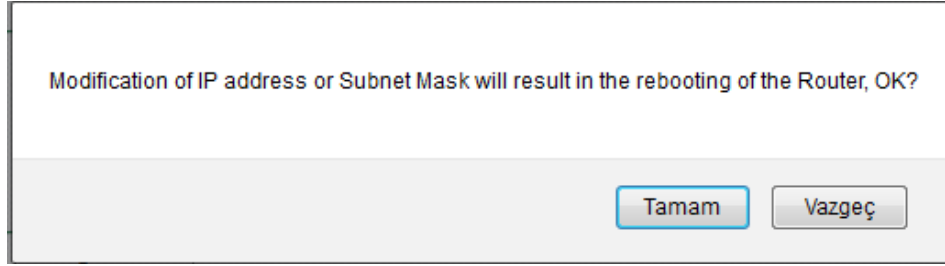 Modification of IP address or Subnet Mask will result in the rebooting of the Router, OK?
Tamam
Vazgeç